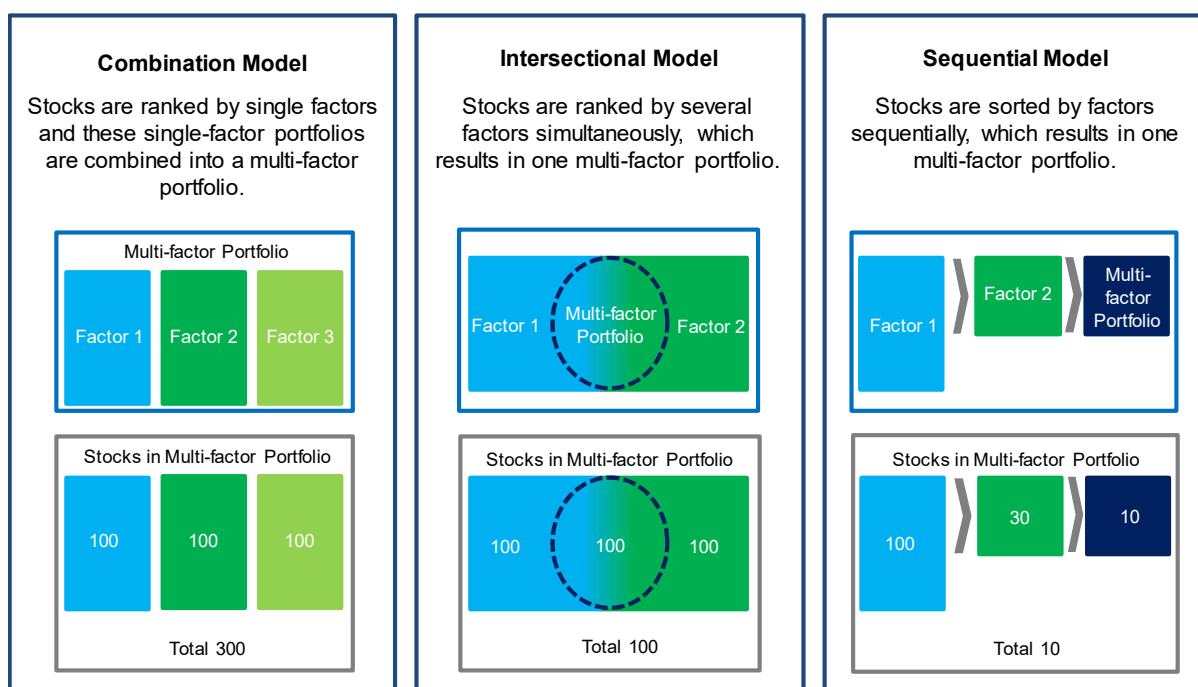 Combination Model
Stocks are ranked by single factors
and these single-factor portfolios
are combined into a multi-factor
portfolio.
Multi-factor Portfolio
Factor 1
Factor 2
Factor 3
Stocks in Multi-factor Portfolio
100
100
100
Total 300
Intersectional Model
Stocks are ranked by several
factors simultaneously, which
results in one multi-factor portfolio.
Factor 1
Multi-factor
Portfolio
Factor 2
Stocks in Multi-factor Portfolio
100
100
100
Total 100
Sequential Model
Stocks are sorted by factors
sequentially, which results in one
multi-factor portfolio.
Factor 1
Factor 2
Multi-
factor
Portfolio
Stocks in Multi-factor Portfolio
100
30
10
Total 10